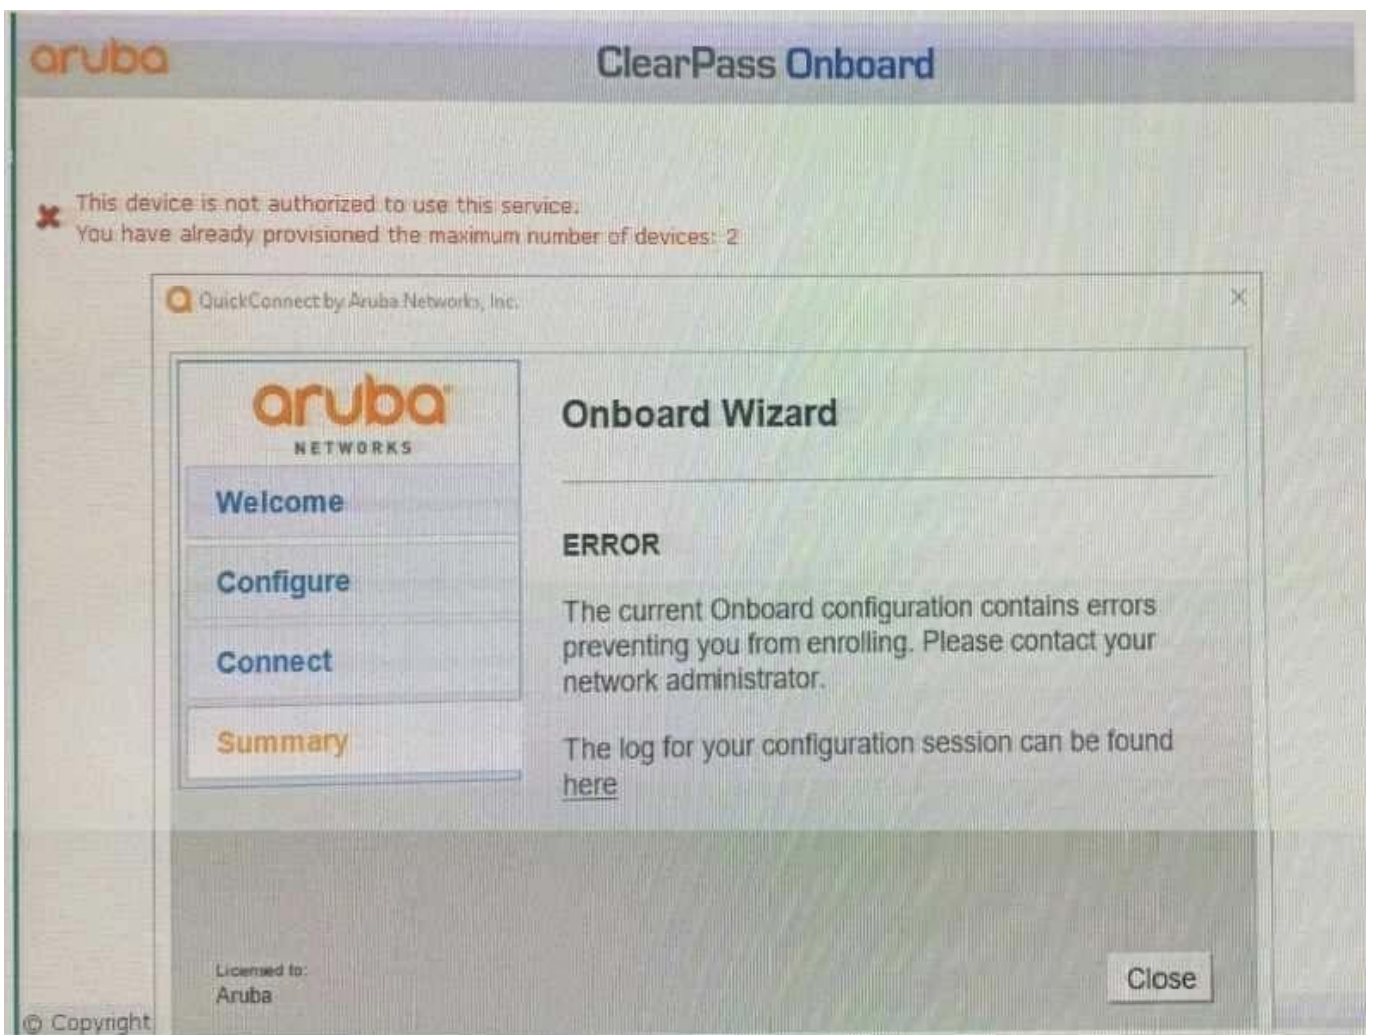 aruba
ClearPass Onboard
This device is not authorized to use this service.
You have already provisioned the maximum number of devices: 2
QuickConnect by Aruba Networks, Inc.
aruba
NETWORKS
Welcome
Configure
Connect
Summary
Onboard Wizard
ERROR
The current Onboard configuration contains errors
preventing you from enrolling. Please contact your
network administrator.
The log for your configuration session can be found
here
Licensed to:
Aruba
Close
© Copyright